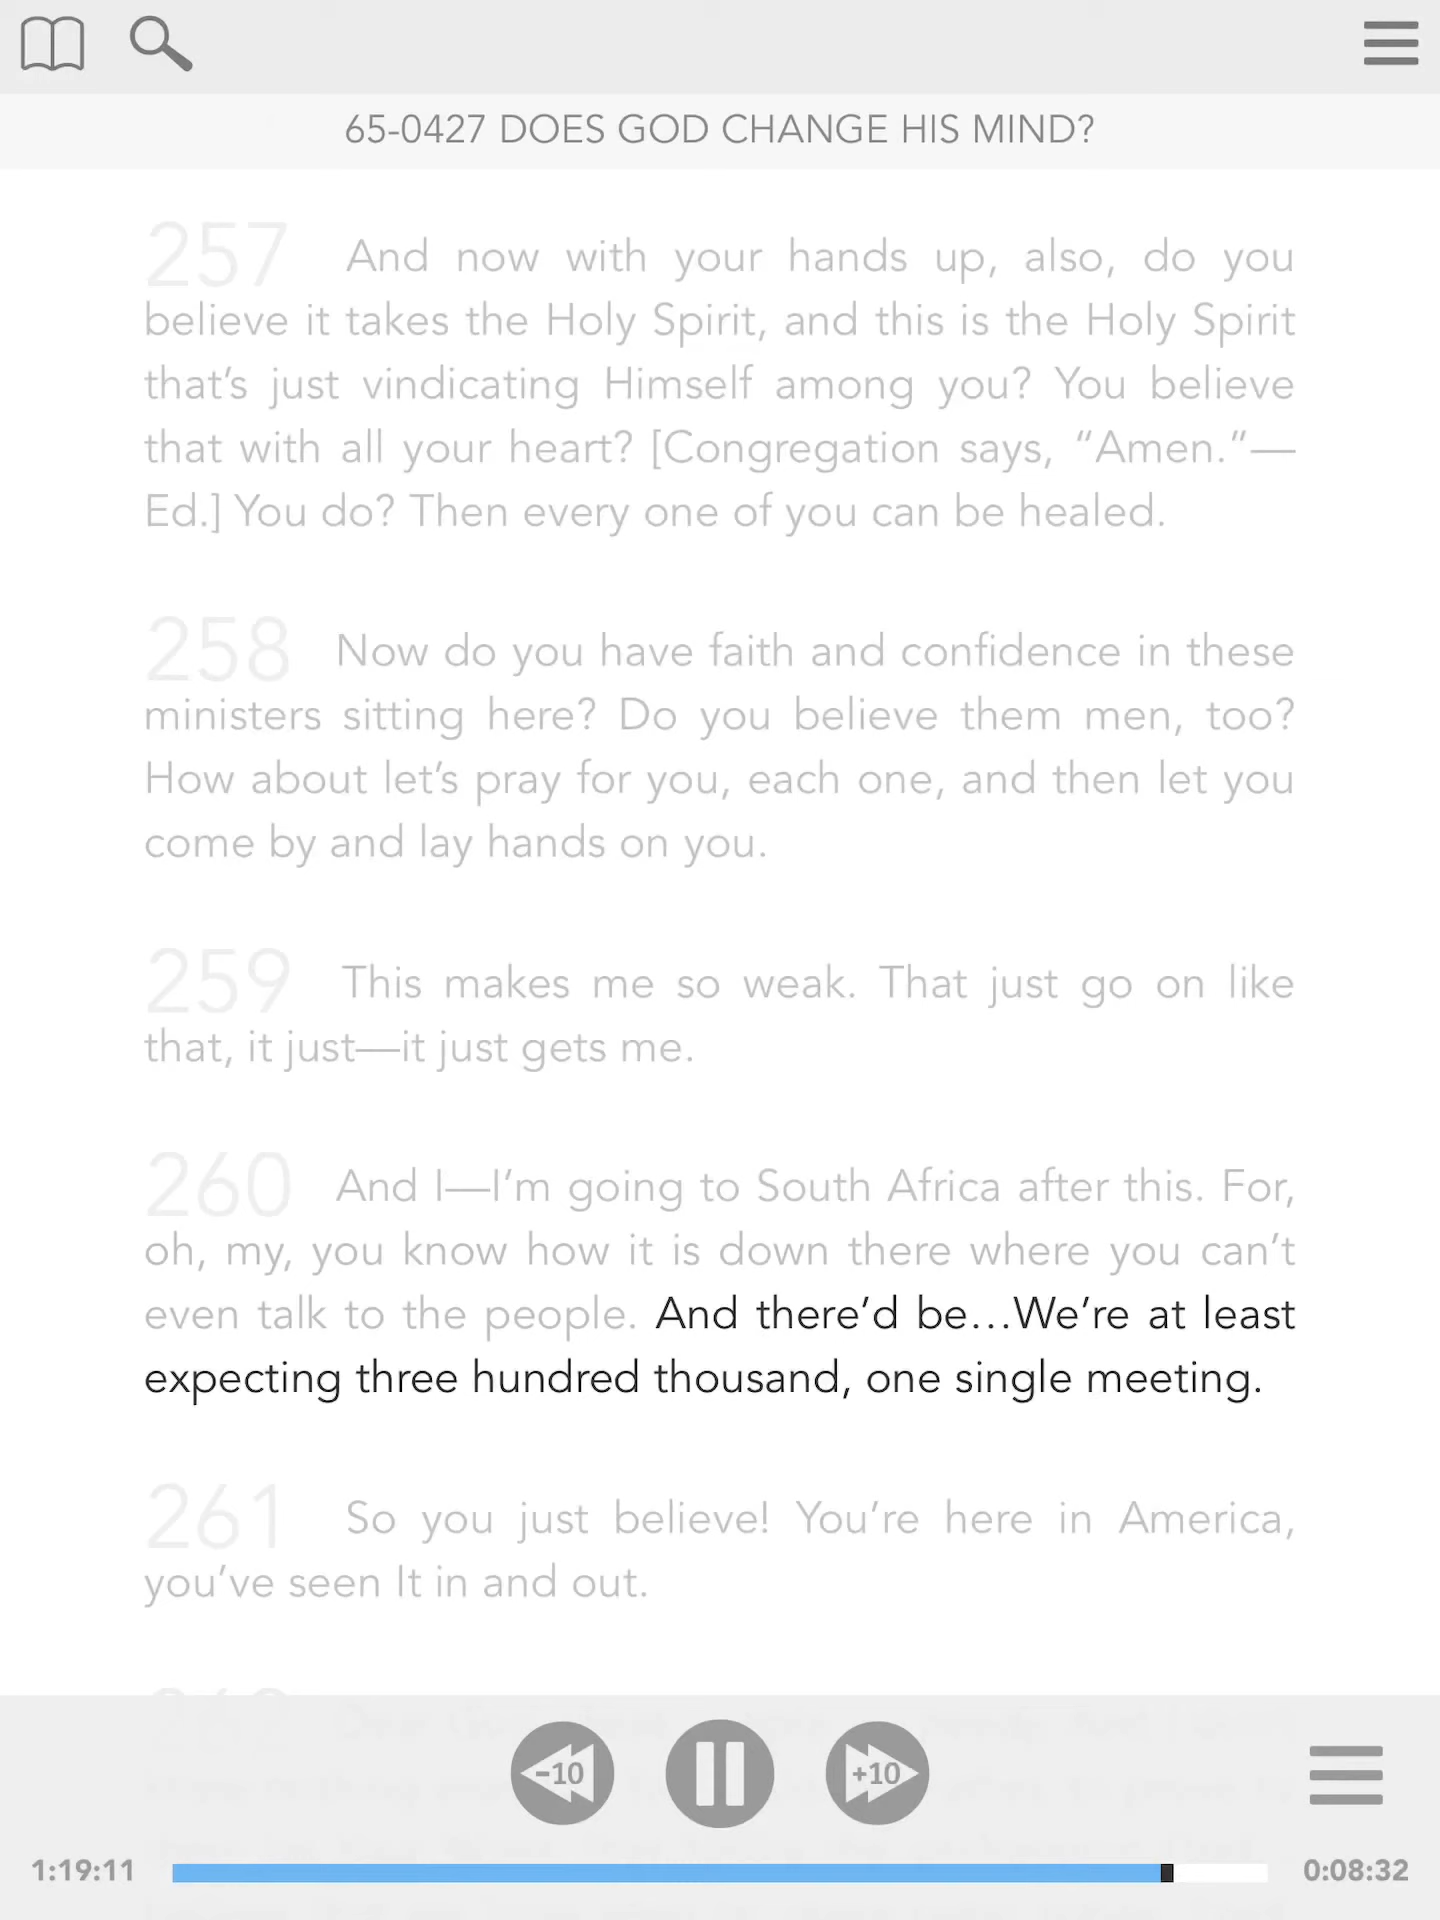 65-0427 DOES GOD CHANGE HIS MIND?
257 And now with your hands up, also, do you
believe it takes the Holy Spirit, and this is the Holy Spirit
that’s just vindicating Himself among you? You believe
that with all your heart? [Congregation says, “Amen.”—
Ed.] You do? Then every one of you can be healed.
258 Now do you have faith and confidence in these
ministers sitting here? Do you believe them men, too?
How about let’s pray for you, each one, and then let you
come by and lay hands on you.
259 This makes me so weak. That just go on like
that, it just—it just gets me.
260 And I—I’m going to South Africa after this. For,
oh, my, you know how it is down there where you can’t
even talk to the people. And there’d be…We’re at least
expecting three hundred thousand, one single meeting.
261 So you just believe! You’re here in America,
you’ve seen It in and out.
-10 +10
1:19:11 0:08:32